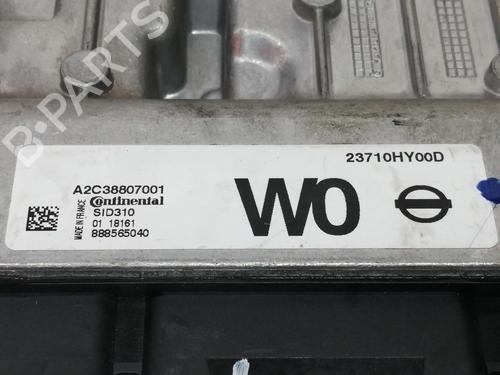 B-PARTS
23710HY00D
A2C38807001
Continental
SID310
01 18161
888565040
MADE IN FRANCE
W0